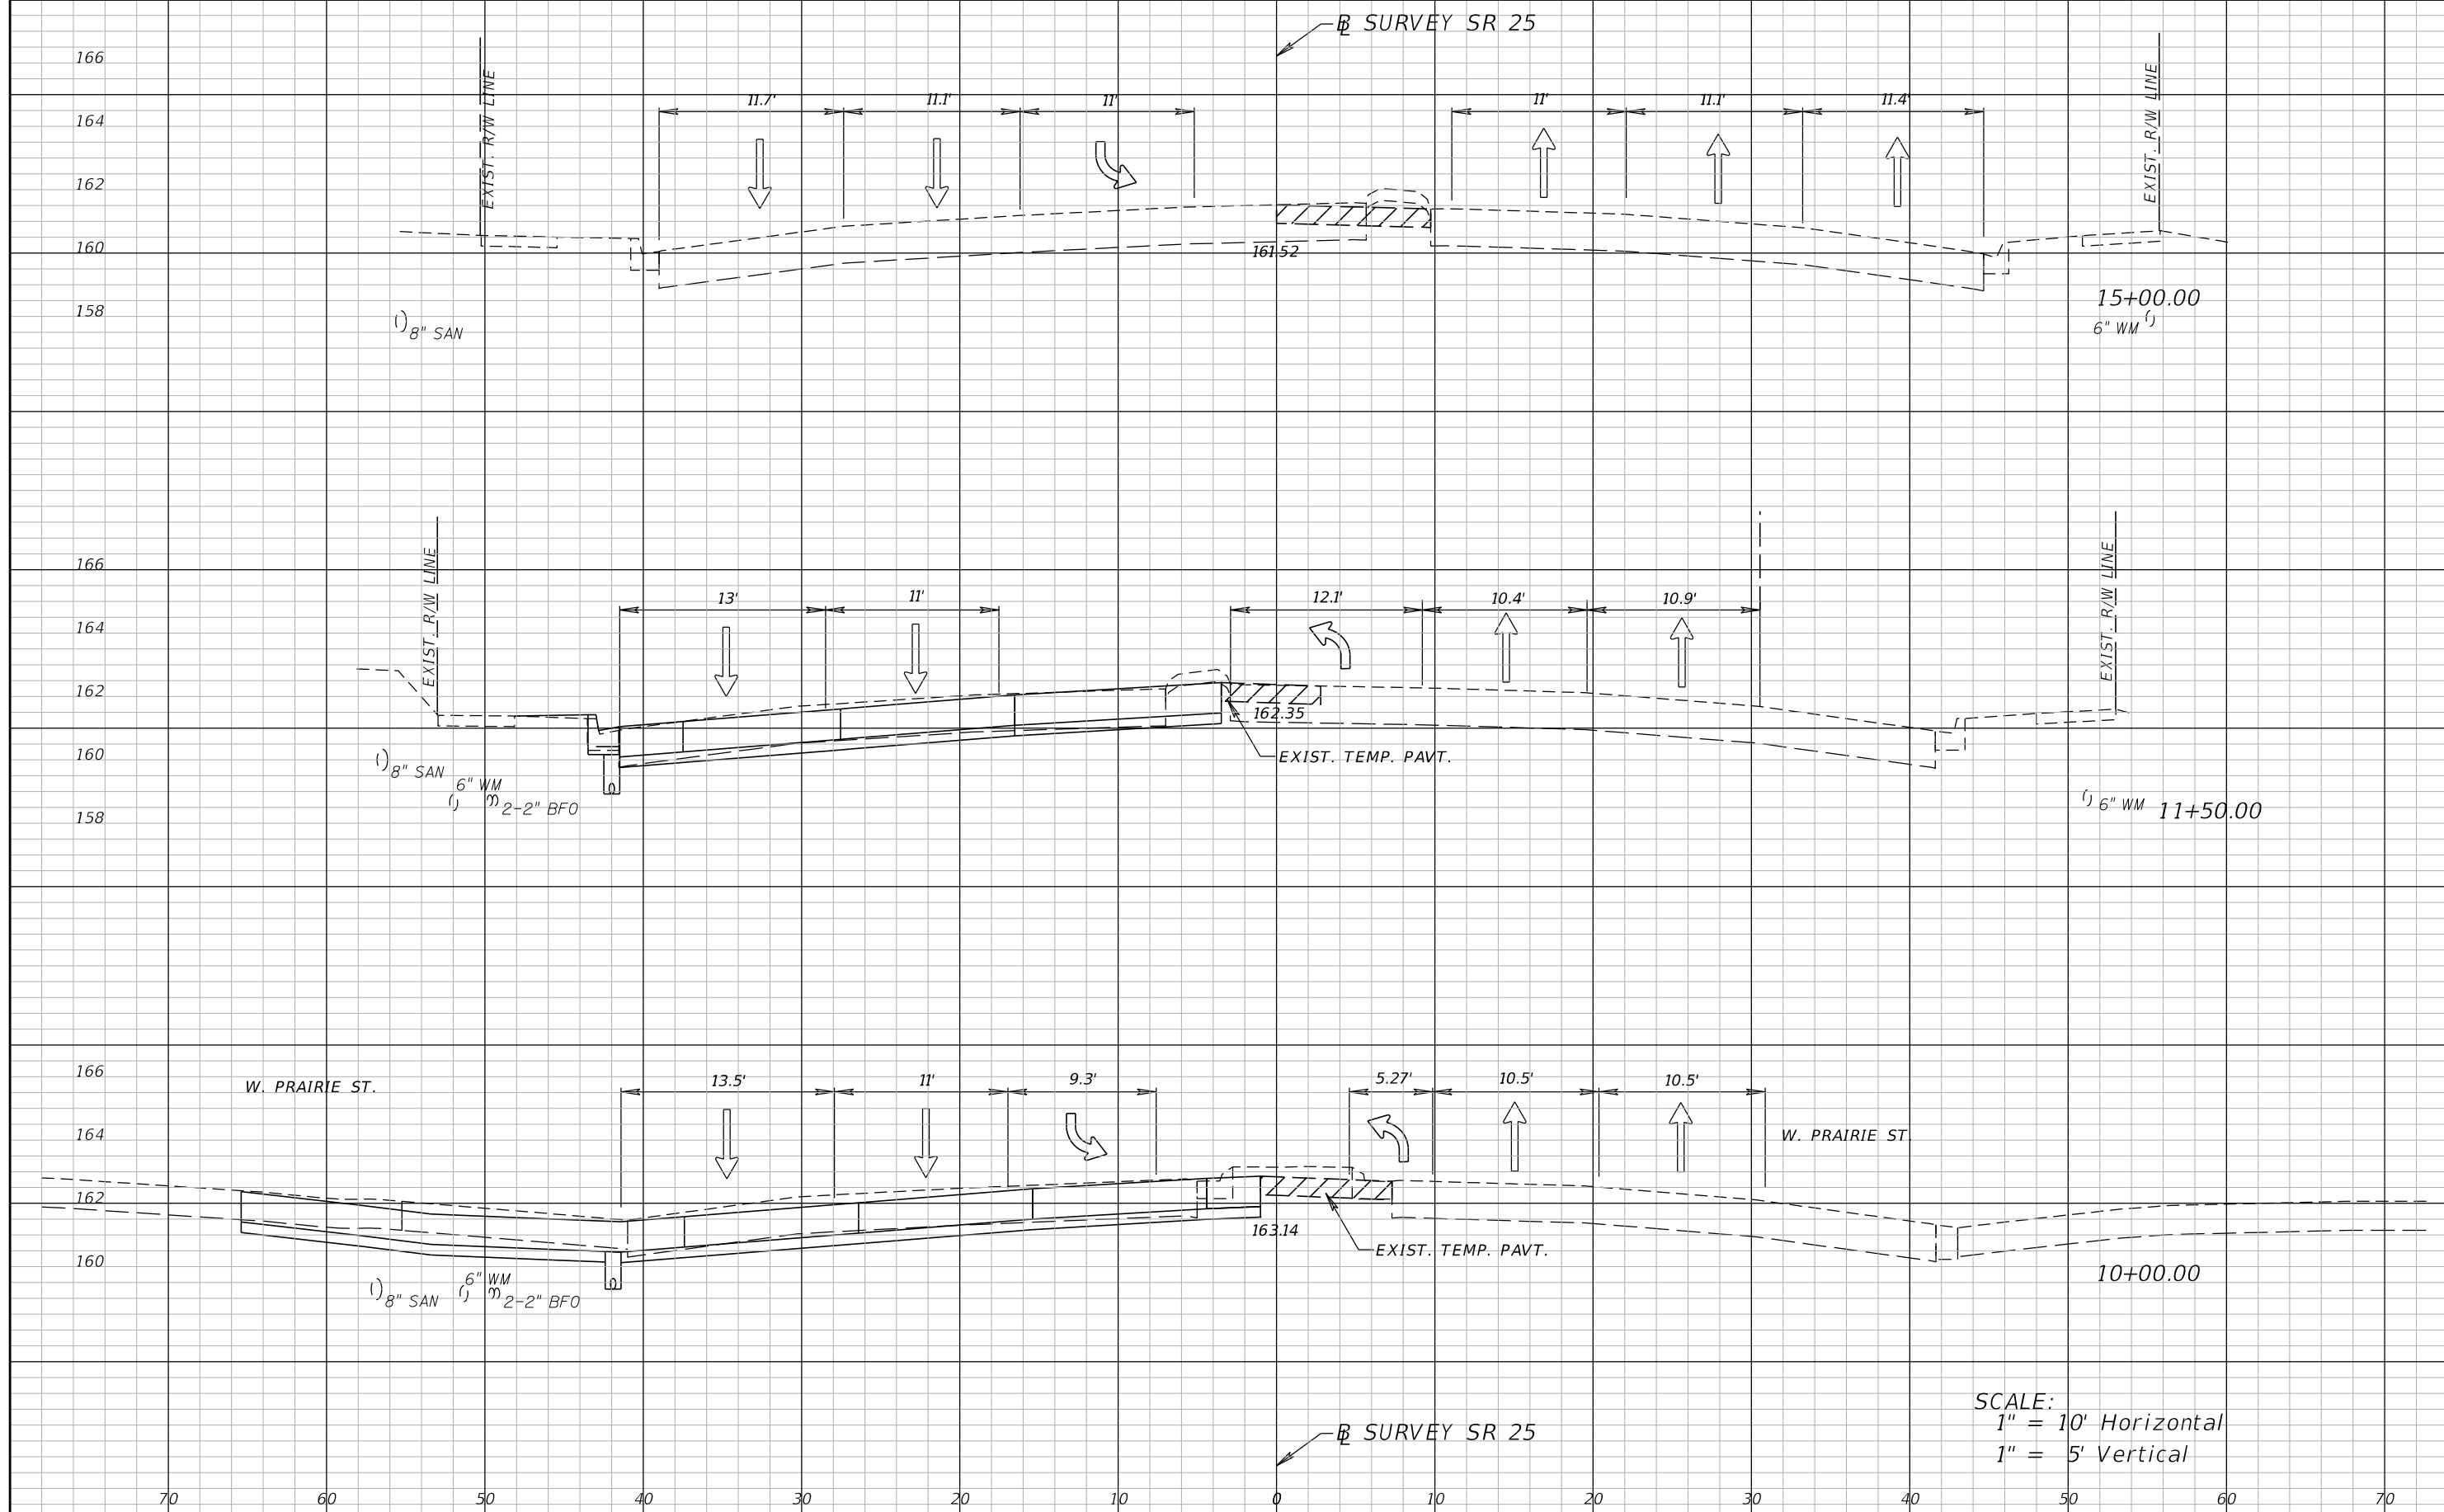 ℄ SURVEY SR 25
166
164
162
160
158
EXIST. R/W LINE
11.7'
11.1'
11'
11'
11.1'
11.4'
EXIST. R/W LINE
161.52
8" SAN
15+00.00
6" WM
166
164
162
160
158
EXIST. R/W LINE
13'
11'
12.1'
10.4'
10.9'
EXIST. R/W LINE
162.35
EXIST. TEMP. PAVT.
8" SAN
6" WM
2-2" BFO
6" WM
11+50.00
166
164
162
160
W. PRAIRIE ST.
13.5'
11'
9.3'
5.27'
10.5'
10.5'
W. PRAIRIE ST.
163.14
EXIST. TEMP. PAVT.
8" SAN
6" WM
2-2" BFO
10+00.00
℄ SURVEY SR 25
SCALE:
1" = 10' Horizontal
1" = 5' Vertical
70 60 50 40 30 20 10 0 10 20 30 40 50 60 70